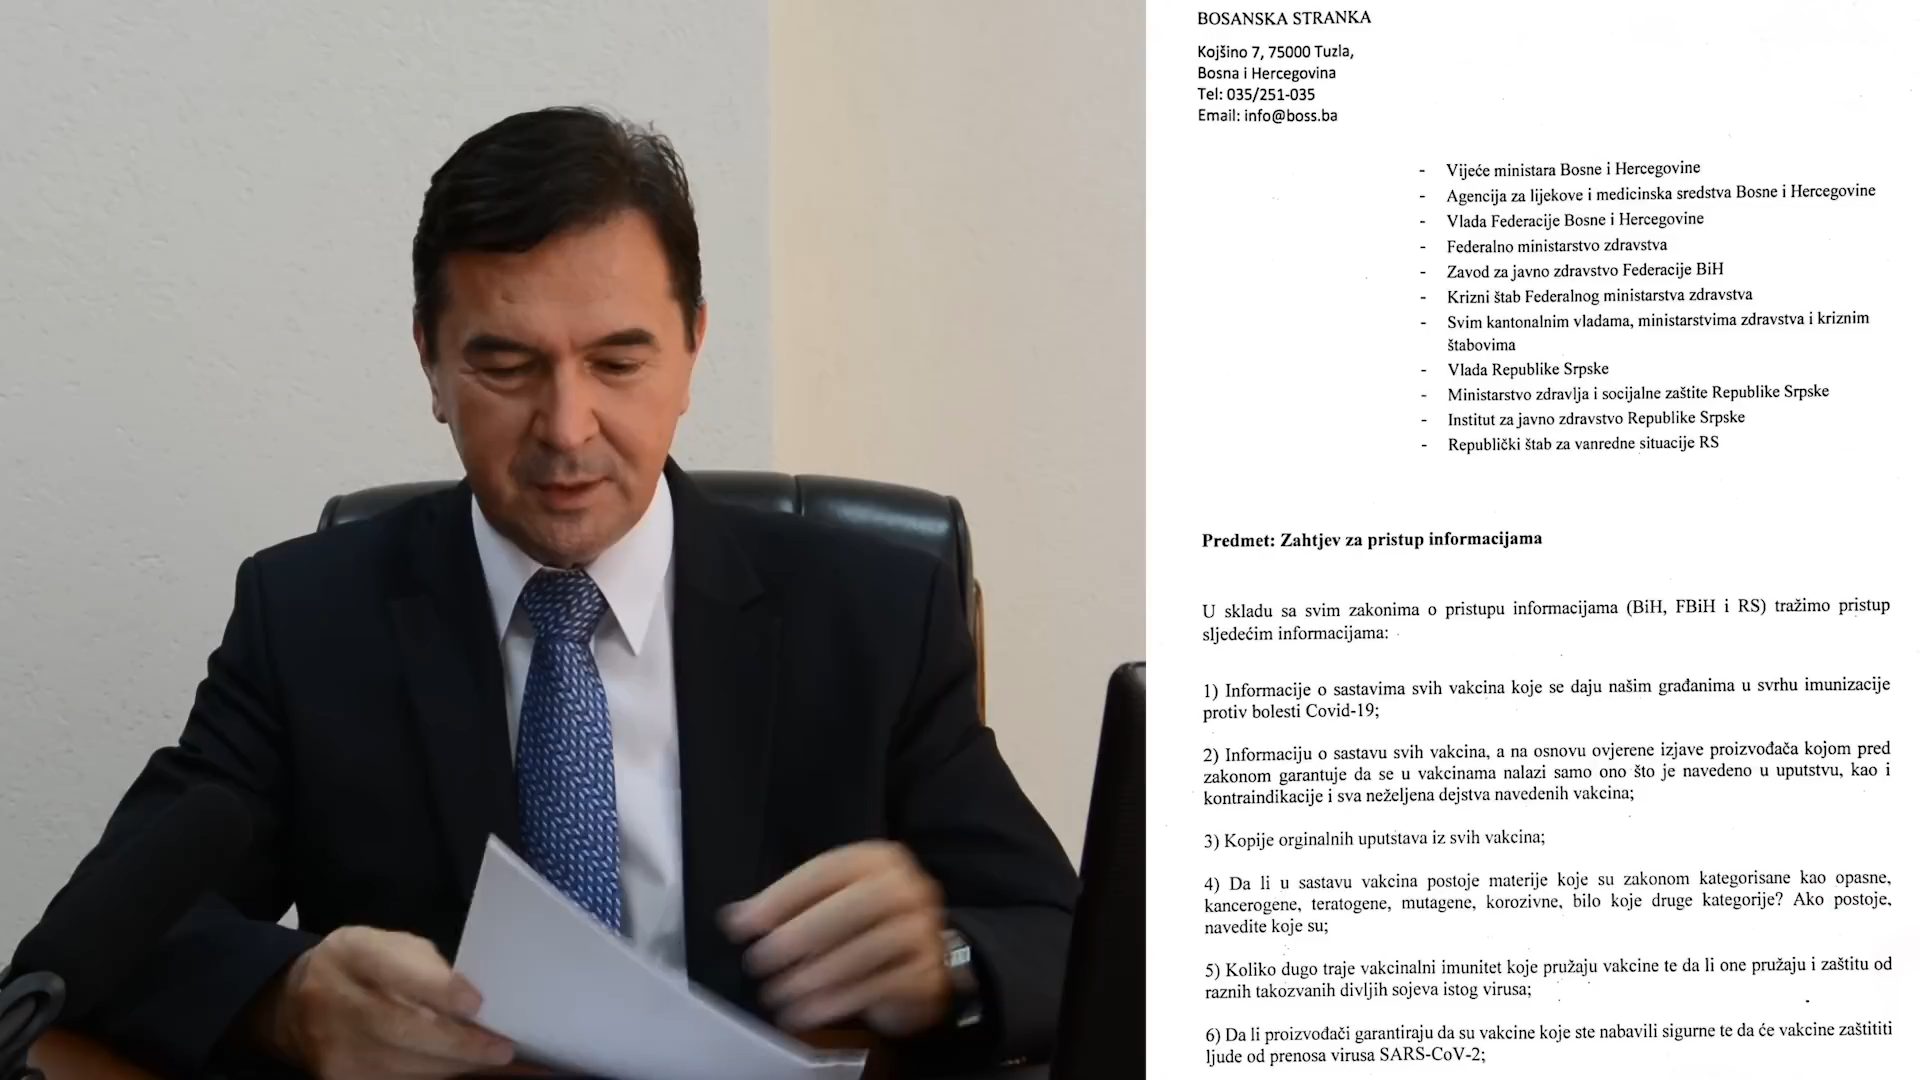 BOSANSKA STRANKA
Kojšino 7, 75000 Tuzla,
Bosna i Hercegovina
Tel: 035/251-035
Email: info@boss.ba
- Vijeće ministara Bosne i Hercegovine
- Agencija za lijekove i medicinska sredstva Bosne i Hercegovine
- Vlada Federacije Bosne i Hercegovine
- Federalno ministarstvo zdravstva
- Zavod za javno zdravstvo Federacije BiH
- Krizni štab Federalnog ministarstva zdravstva
- Svim kantonalnim vladama, ministarstvima zdravstva i kriznim
štabovima
- Vlada Republike Srpske
- Ministarstvo zdravlja i socijalne zaštite Republike Srpske
- Institut za javno zdravstvo Republike Srpske
- Republički štab za vanredne situacije RS
Predmet: Zahtjev za pristup informacijama
U skladu sa svim zakonima o pristupu informacijama (BiH, FBiH i RS) tražimo pristup
sljedećim informacijama:
1) Informacije o sastavima svih vakcina koje se daju našim građanima u svrhu imunizacije
protiv bolesti Covid-19;
2) Informaciju o sastavu svih vakcina, a na osnovu ovjerene izjave proizvođača kojom pred
zakonom garantuje da se u vakcinama nalazi samo ono što je navedeno u uputstvu, kao i
kontraindikacije i sva neželjena dejstva navedenih vakcina;
3) Kopije orginalnih uputstava iz svih vakcina;
4) Da li u sastavu vakcina postoje materije koje su zakonom kategorisane kao opasne,
kancerogene, teratogene, mutagene, korozivne, bilo koje druge kategorije? Ako postoje,
navedite koje su;
5) Koliko dugo traje vakcinalni imunitet koje pružaju vakcine te da li one pružaju i zaštitu od
raznih takozvanih divljih sojeva istog virusa;
6) Da li proizvođači garantiraju da su vakcine koje ste nabavili sigurne te da će vakcine zaštititi
ljude od prenosa virusa SARS-CoV-2;